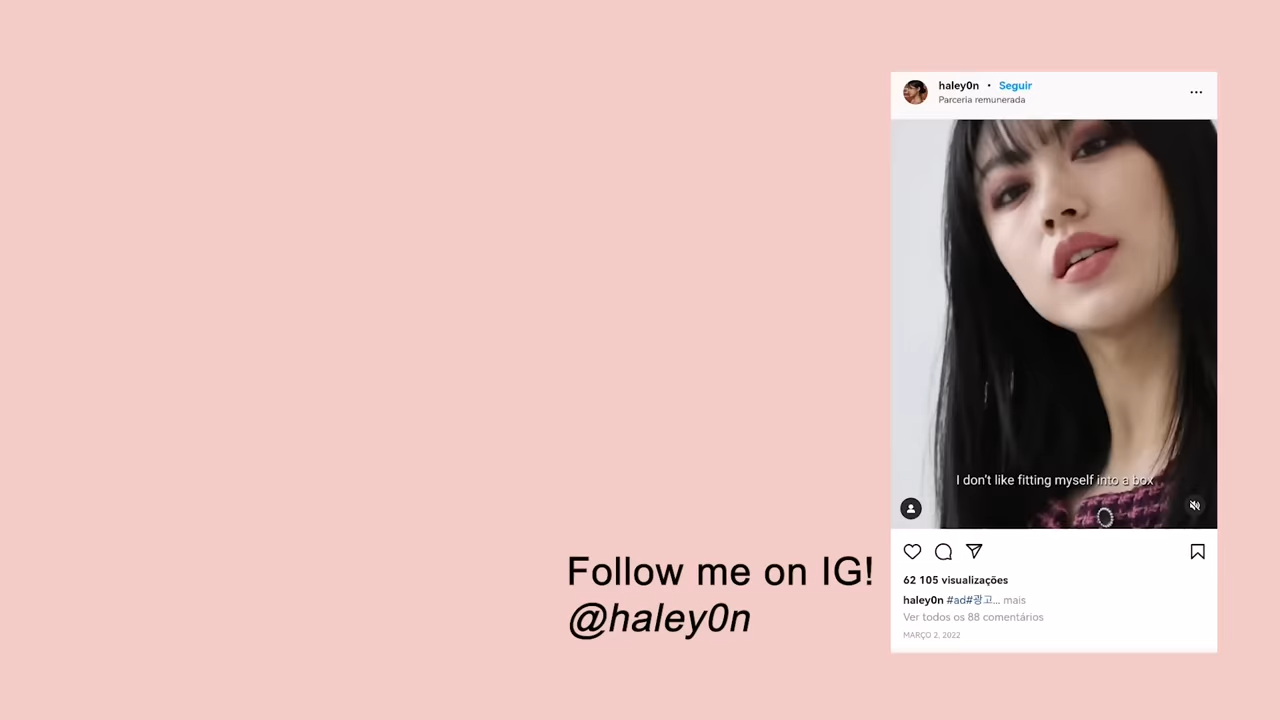 haley0n • Seguir
Parceria remunerada
I don't like fitting myself into a box
Follow me on IG!
@haley0n
62 105 visualizações
haley0n #ad#광고... mais
Ver todos os 88 comentários
MARÇO 2, 2022